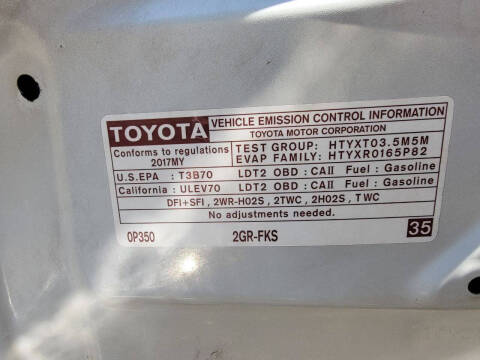 TOYOTA VEHICLE EMISSION CONTROL INFORMATION
TOYOTA MOTOR CORPORATION
Conforms to regulations
2017MY
TEST GROUP: HTYXT03.5M5M
EVAP FAMILY: HTYXR0165P82
U.S.EPA : T3B70 LDT2 OBD : CAII Fuel : Gasoline
California : ULEV70 LDT2 OBD : CAII Fuel : Gasoline
DFI+SFI , 2WR-HO2S , 2TWC , 2HO2S , TWC
No adjustments needed.
0P350 2GR-FKS 35